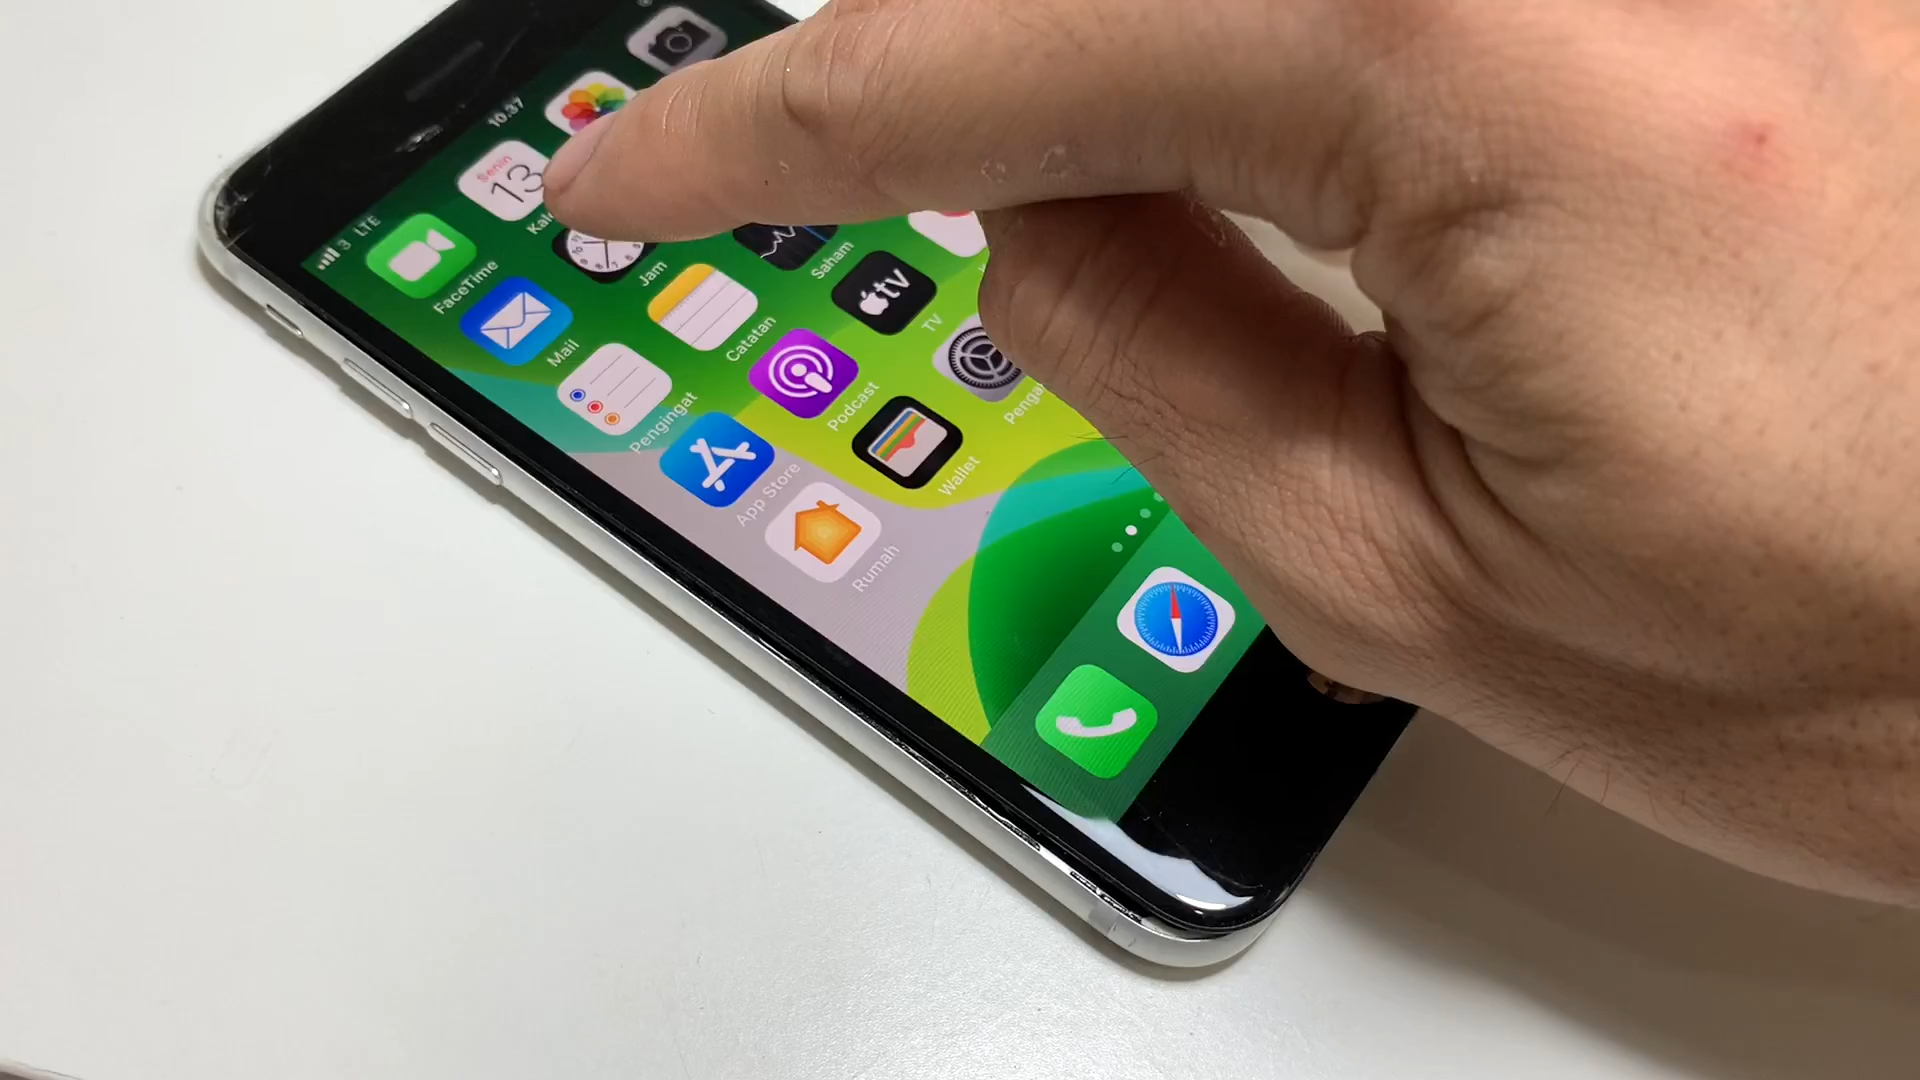 3 LTE
10.37
FaceTime
Senin
13
Mail
Jam
Pengingat
Catatan
Saham
App Store
Podcast
tv
TV
Rumah
Wallet